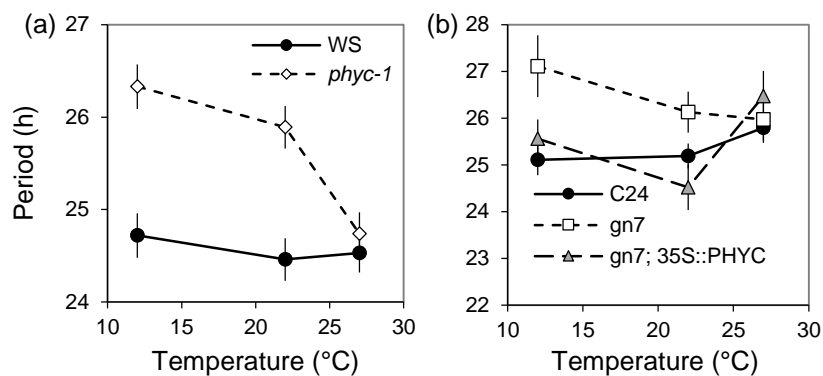 (a)
27
26
25
24
10 15 20 25 30
Period (h)
Temperature (°C)
WS
phyc-1
(b)
28
27
26
25
24
23
22
10 15 20 25 30
Temperature (°C)
C24
gn7
gn7; 35S::PHYC